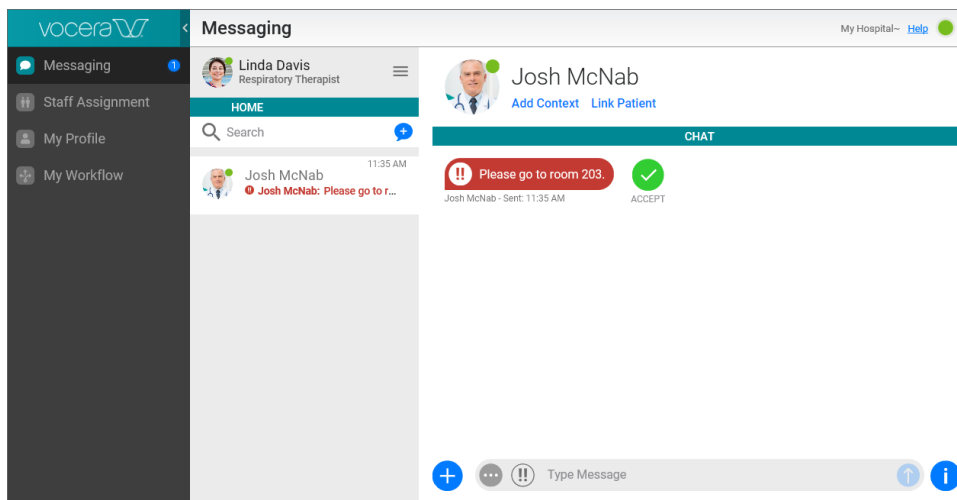 vocera
Messaging
My Hospital~ Help
Messaging 1
Staff Assignment
My Profile
My Workflow
Linda Davis
Respiratory Therapist
HOME
Search
11:35 AM
Josh McNab
Josh McNab: Please go to r...
Josh McNab
Add Context Link Patient
CHAT
!! Please go to room 203.
Josh McNab - Sent: 11:35 AM
ACCEPT
!! Type Message